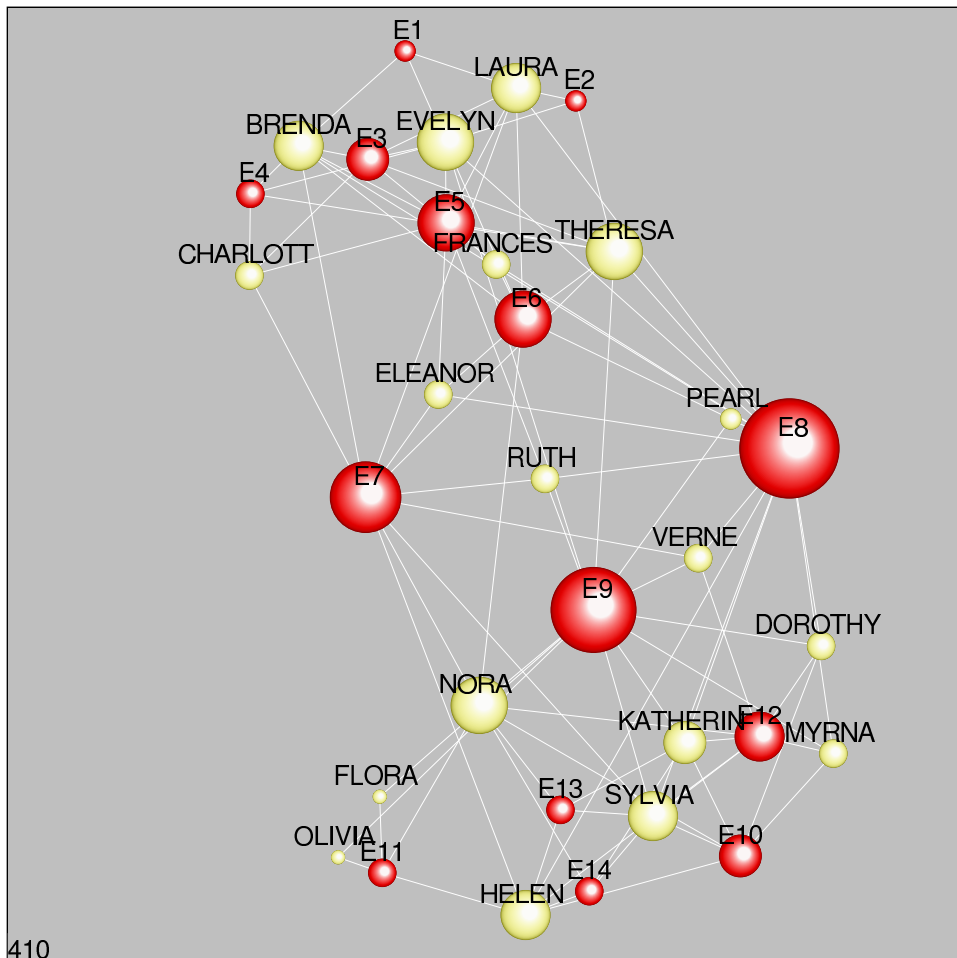 E1
LAURA
E2
BRENDA
EVELYN
E3
E4
E5
THERESA
FRANCES
CHARLOTT
E6
ELEANOR
PEARL
E8
RUTH
E7
VERNE
E9
DOROTHY
NORA
KATHERIN
E12
MYRNA
FLORA
E13
SYLVIA
OLIVIA
E11
E10
E14
HELEN
410